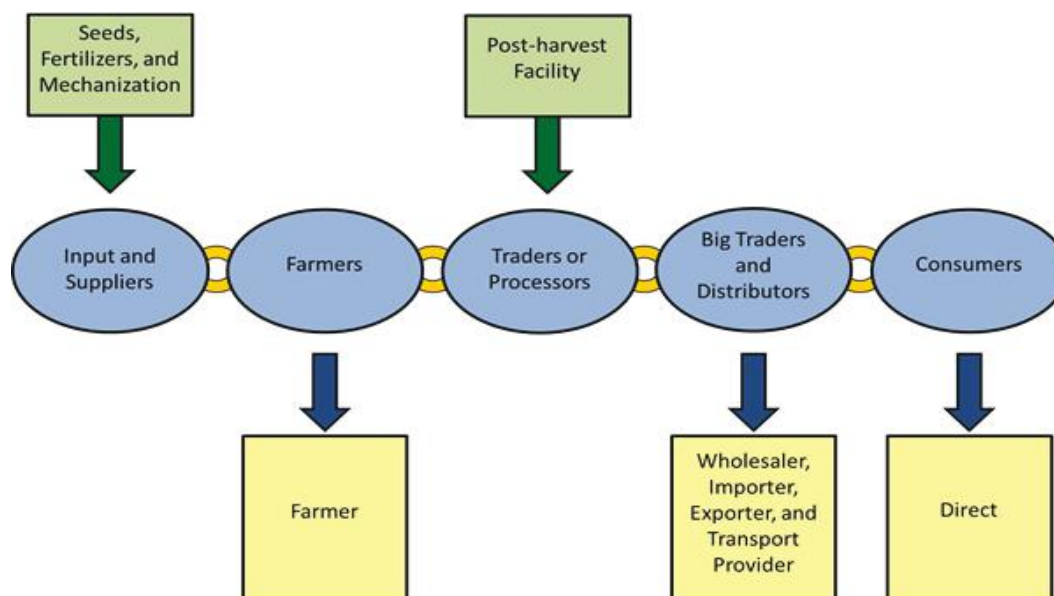 Seeds,
Fertilizers, and
Mechanization
Post-harvest
Facility
Input and
Suppliers
Farmers
Traders or
Processors
Big Traders
and
Distributors
Consumers
Farmer
Wholesaler,
Importer,
Exporter, and
Transport
Provider
Direct